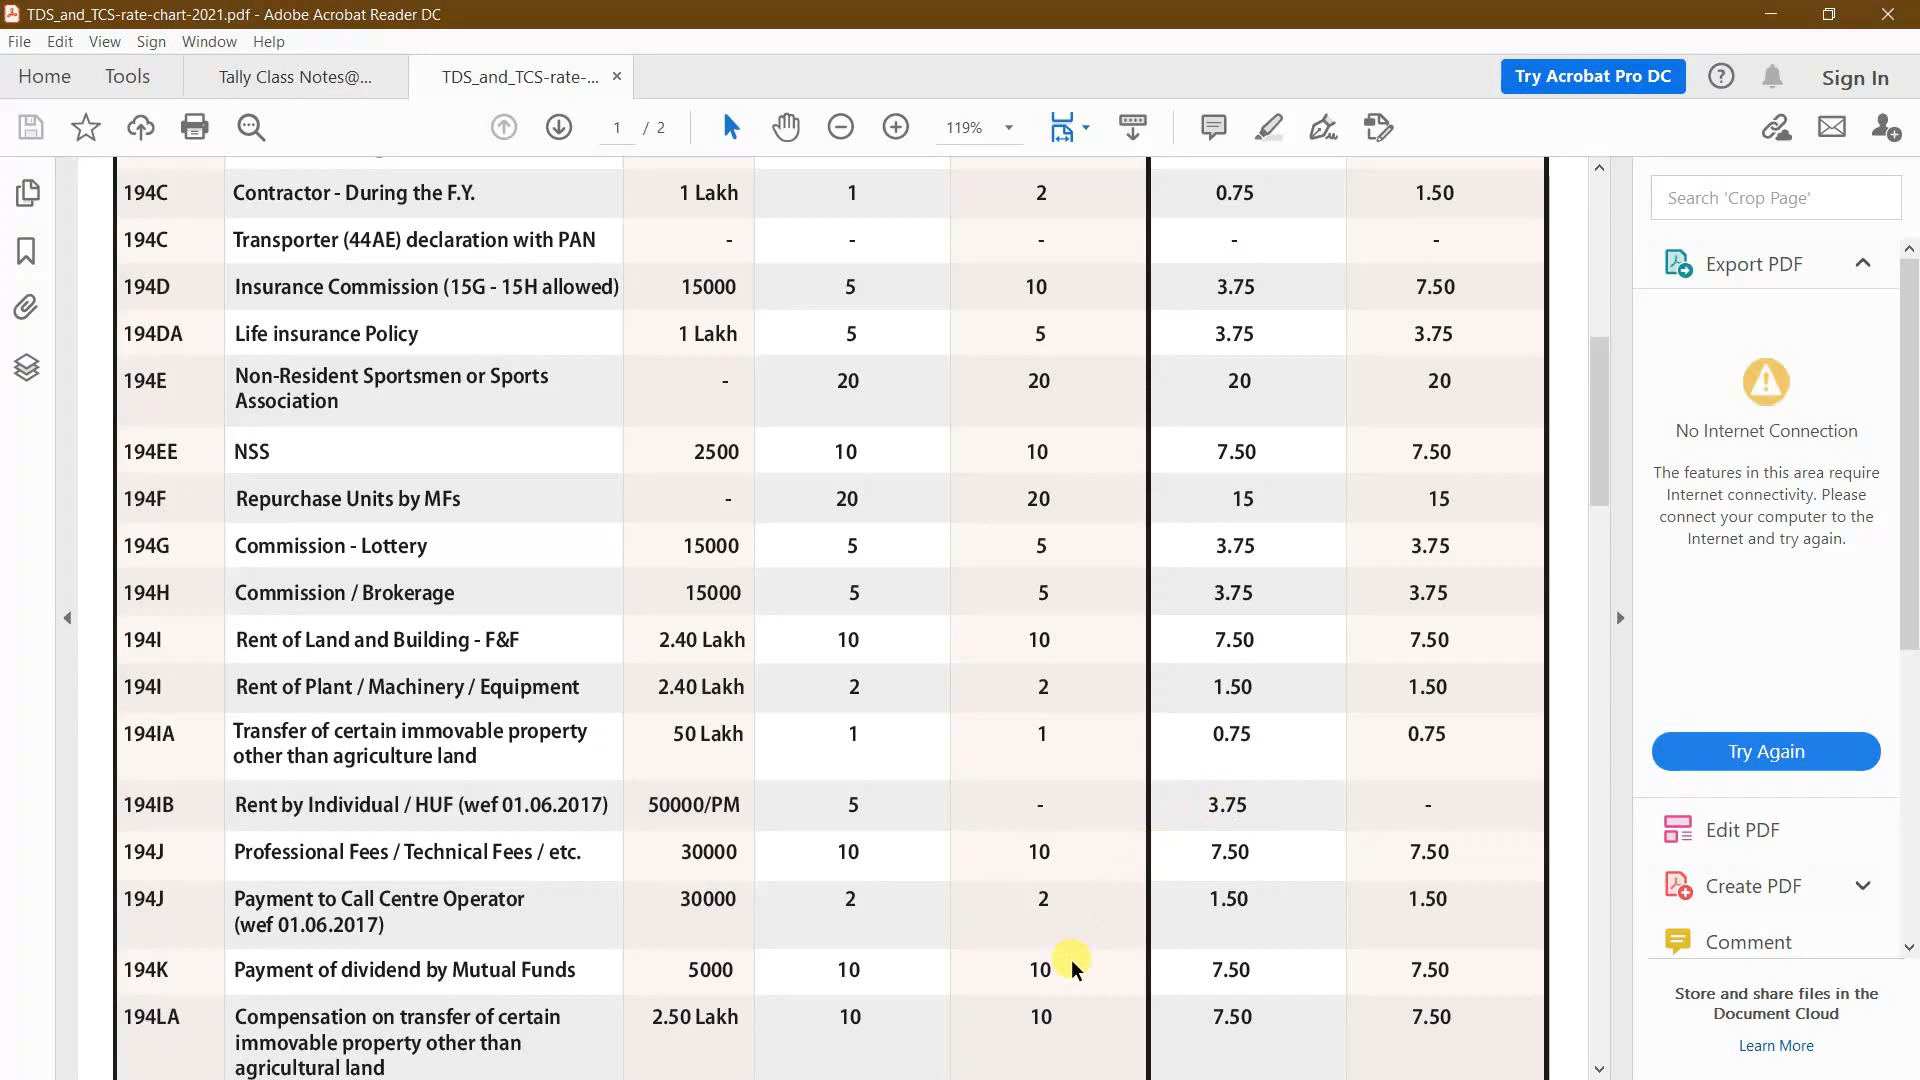 TDS_and_TCS-rate-chart-2021.pdf - Adobe Acrobat Reader DC
File Edit View Sign Window Help
Home Tools Tally Class Notes@... TDS_and_TCS-rate-... × Try Acrobat Pro DC Sign In
1 / 2 119%
194C Contractor - During the F.Y. 1 Lakh 1 2 0.75 1.50
194C Transporter (44AE) declaration with PAN - - - - -
194D Insurance Commission (15G - 15H allowed) 15000 5 10 3.75 7.50
194DA Life insurance Policy 1 Lakh 5 5 3.75 3.75
194E Non-Resident Sportsmen or Sports - 20 20 20 20
Association
194EE NSS 2500 10 10 7.50 7.50
194F Repurchase Units by MFs - 20 20 15 15
194G Commission - Lottery 15000 5 5 3.75 3.75
194H Commission / Brokerage 15000 5 5 3.75 3.75
194I Rent of Land and Building - F&F 2.40 Lakh 10 10 7.50 7.50
194I Rent of Plant / Machinery / Equipment 2.40 Lakh 2 2 1.50 1.50
194IA Transfer of certain immovable property 50 Lakh 1 1 0.75 0.75
other than agriculture land
194IB Rent by Individual / HUF (wef 01.06.2017) 50000/PM 5 - 3.75 -
194J Professional Fees / Technical Fees / etc. 30000 10 10 7.50 7.50
194J Payment to Call Centre Operator 30000 2 2 1.50 1.50
(wef 01.06.2017)
194K Payment of dividend by Mutual Funds 5000 10 10 7.50 7.50
194LA Compensation on transfer of certain 2.50 Lakh 10 10 7.50 7.50
immovable property other than
agricultural land
Search 'Crop Page'
Export PDF
No Internet Connection
The features in this area require
Internet connectivity. Please
connect your computer to the
Internet and try again.
Try Again
Edit PDF
Create PDF
Comment
Store and share files in the
Document Cloud
Learn More